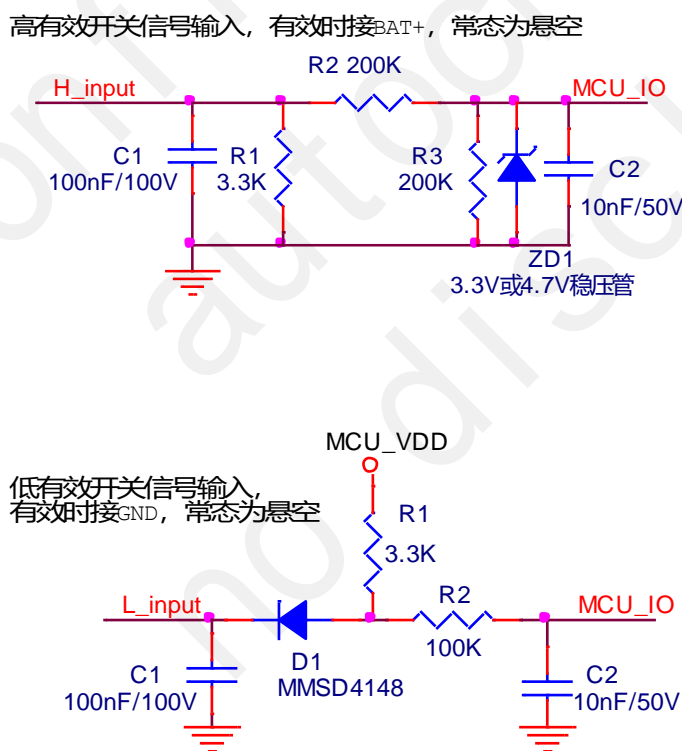 高有效开关信号输入，有效时接BAT+，常态为悬空
R2 200K
H_input
MCU_IO
C1
100nF/100V
R1
3.3K
R3
200K
C2
10nF/50V
ZD1
3.3V或4.7V稳压管
MCU_VDD
低有效开关信号输入，
有效时接GND，常态为悬空
R1
3.3K
L_input
R2
100K
MCU_IO
C1
100nF/100V
D1
MMSD4148
C2
10nF/50V